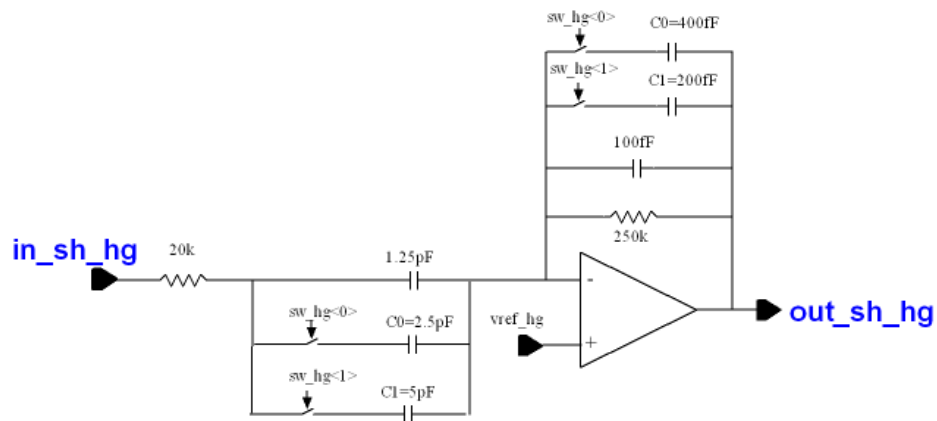 sw_hg<0>
C0=400fF
sw_hg<1>
C1=200fF
100fF
250k
in_sh_hg
20k
1.25pF
-
sw_hg<0>
C0=2.5pF
vref_hg
+
out_sh_hg
sw_hg<1>
C1=5pF